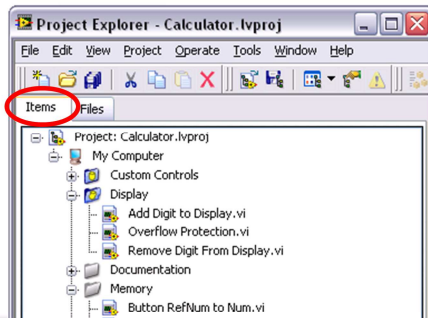 Project Explorer - Calculator.lvproj
File Edit View Project Operate Tools Window Help
Items Files
Project: Calculator.lvproj
My Computer
Custom Controls
Display
Add Digit to Display.vi
Overflow Protection.vi
Remove Digit From Display.vi
Documentation
Memory
Button RefNum to Num.vi